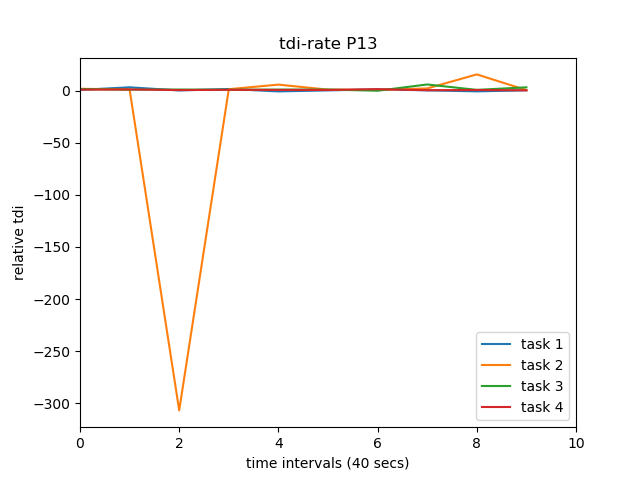 tdi-rate P13
0
−50
−100
−150
−200
−250
−300
relative tdi
0 2 4 6 8 10
time intervals (40 secs)
task 1
task 2
task 3
task 4